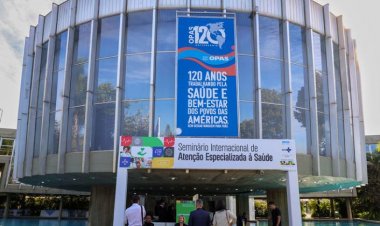 OPAS
120
OPAS
120 ANOS
TRABALHANDO PELA
SAÚDE E
BEM-ESTAR
DOS POVOS DAS
AMÉRICAS
Seminário Internacional de
Atenção Especializada à Saúde